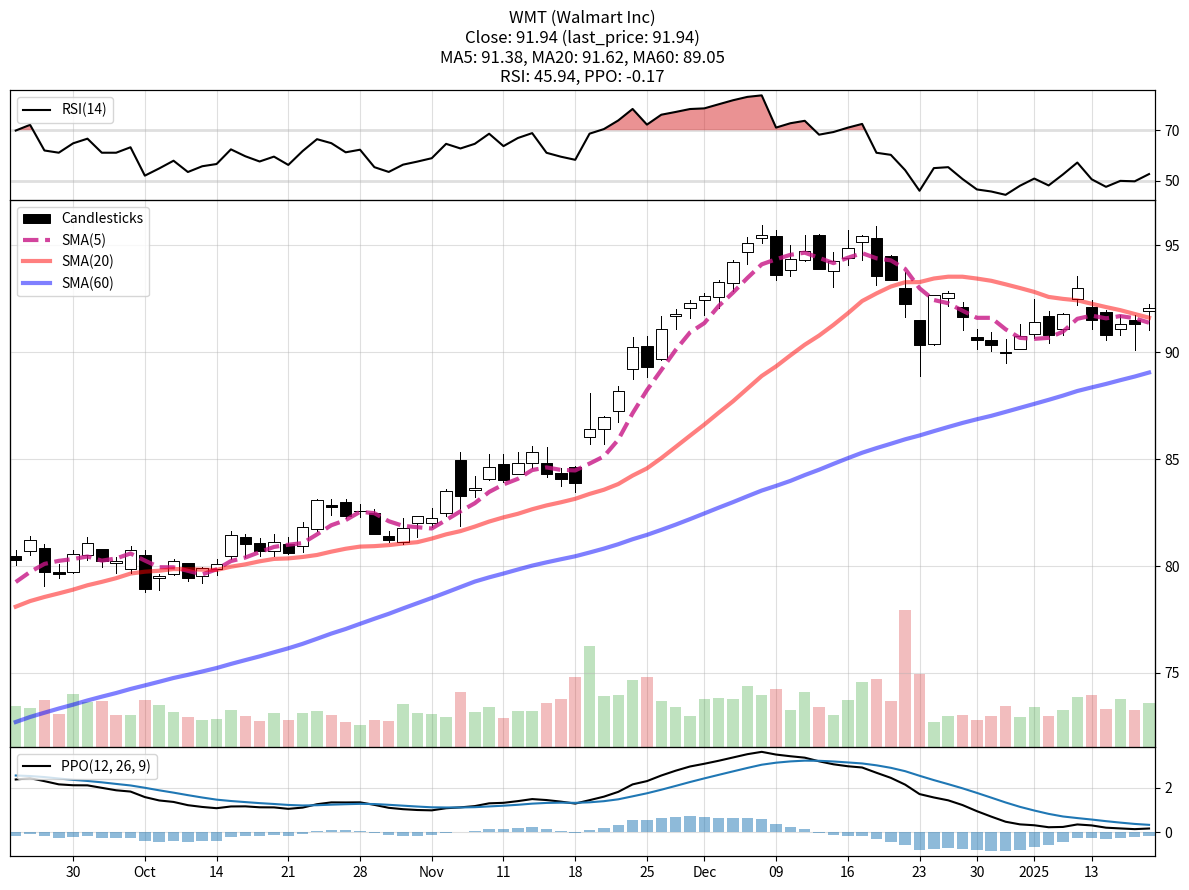 WMT (Walmart Inc)
Close: 91.94 (last_price: 91.94)
MA5: 91.38, MA20: 91.62, MA60: 89.05
RSI: 45.94, PPO: -0.17
RSI(14)
70
50
Candlesticks
SMA(5)
SMA(20)
SMA(60)
95
90
85
80
75
PPO(12, 26, 9)
2
0
30 Oct 14 21 28 Nov 11 18 25 Dec 09 16 23 30 2025 13